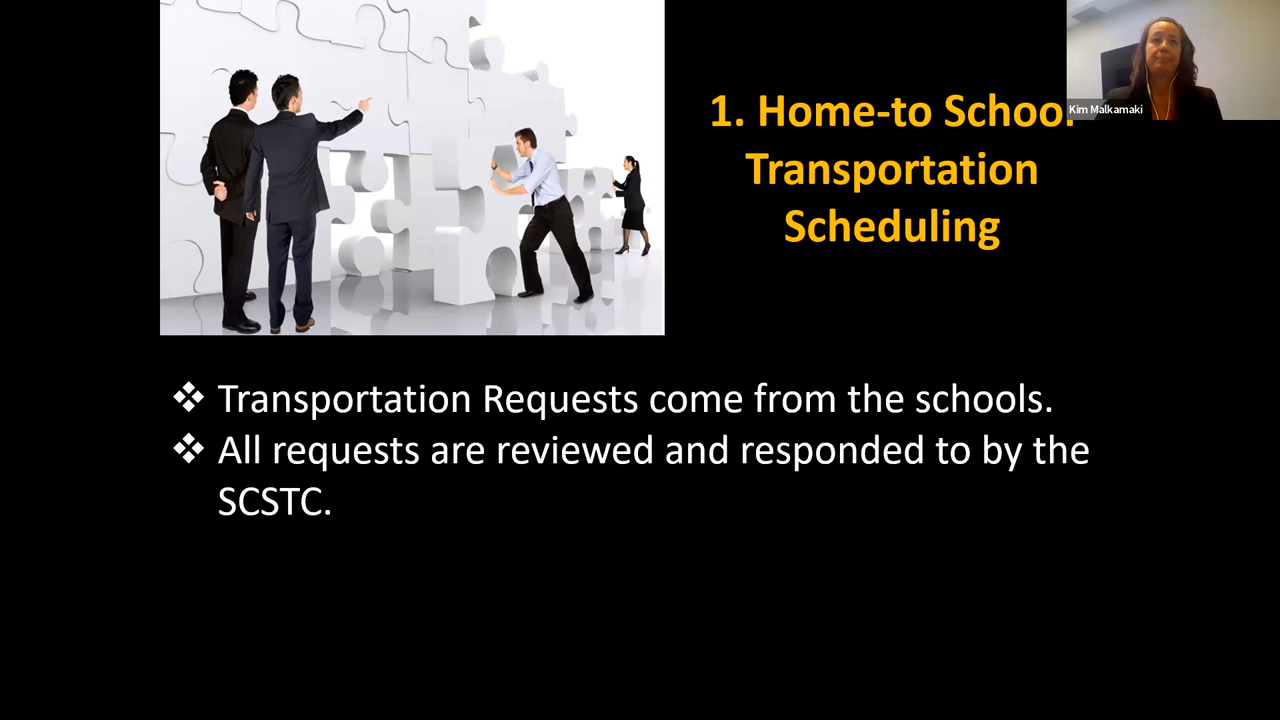 1. Home-to School
Transportation
Scheduling
Kim Malkamaki
❖ Transportation Requests come from the schools.
❖ All requests are reviewed and responded to by the
SCSTC.